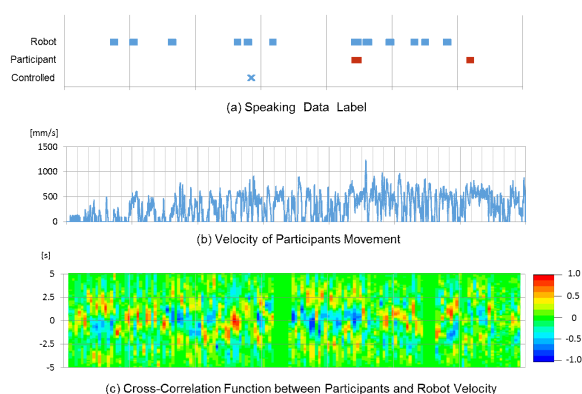 Robot
Participant
Controlled
(a) Speaking Data Label
[mm/s]
1500
1000
500
0
(b) Velocity of Participants Movement
[s]
5
2.5
0
-2.5
-5
1.0
0.5
0
-0.5
-1.0
(c) Cross-Correlation Function between Participants and Robot Velocity